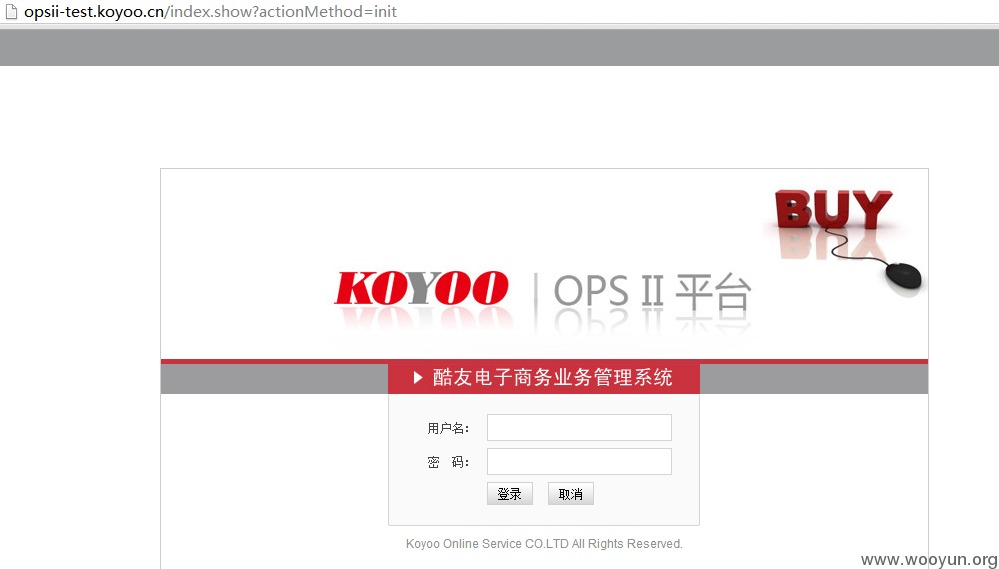 opsii-test.koyoo.cn/index.show?actionMethod=init
BUY
KOYOO | OPS II 平台
酷友电子商务业务管理系统
用户名:
密 码:
登录 取消
Koyoo Online Service CO.LTD All Rights Reserved.
www.wooyun.org